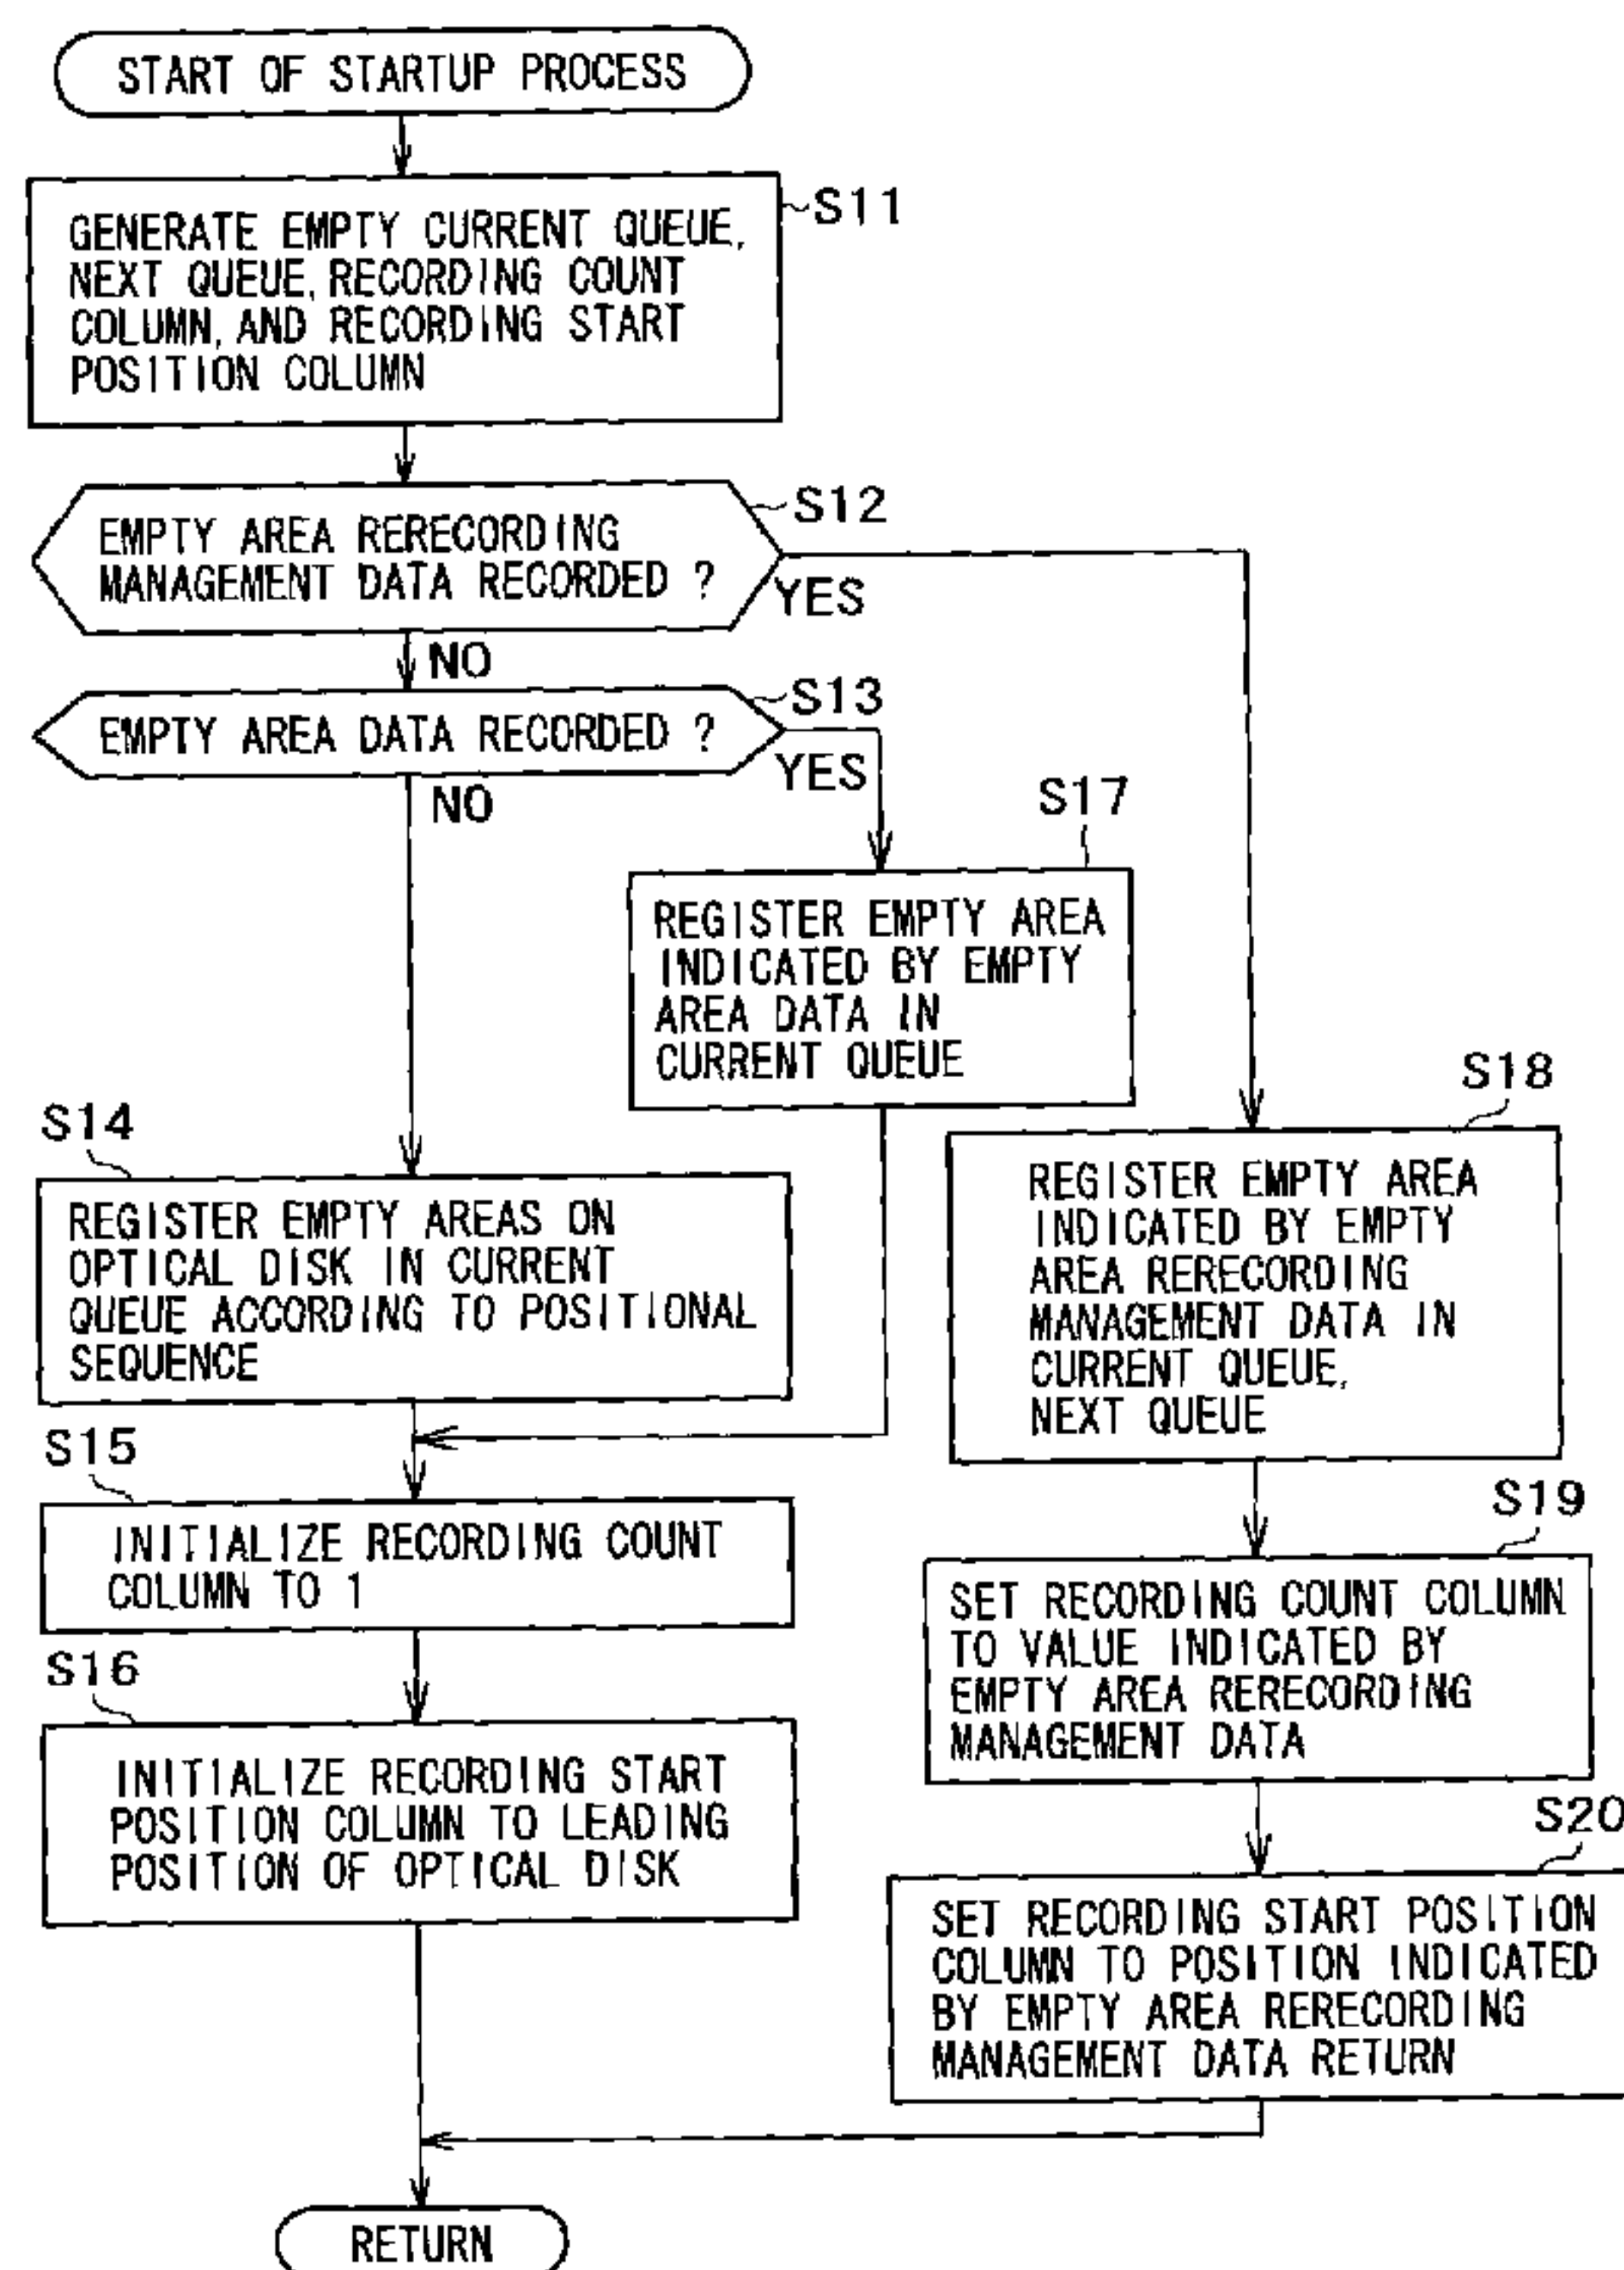 START OF STARTUP PROCESS
S11
GENERATE EMPTY CURRENT QUEUE,
NEXT QUEUE, RECORDING COUNT
COLUMN, AND RECORDING START
POSITION COLUMN
S12
EMPTY AREA RERECORDING
MANAGEMENT DATA RECORDED ?
YES
NO
S13
EMPTY AREA DATA RECORDED ?
YES
NO
S17
REGISTER EMPTY AREA
INDICATED BY EMPTY
AREA DATA IN
CURRENT QUEUE
S14
REGISTER EMPTY AREAS ON
OPTICAL DISK IN CURRENT
QUEUE ACCORDING TO POSITIONAL
SEQUENCE
S18
REGISTER EMPTY AREA
INDICATED BY EMPTY
AREA RERECORDING
MANAGEMENT DATA IN
CURRENT QUEUE,
NEXT QUEUE
S15
INITIALIZE RECORDING COUNT
COLUMN TO 1
S19
SET RECORDING COUNT COLUMN
TO VALUE INDICATED BY
EMPTY AREA RERECORDING
MANAGEMENT DATA
S16
INITIALIZE RECORDING START
POSITION COLUMN TO LEADING
POSITION OF OPTICAL DISK
S20
SET RECORDING START POSITION
COLUMN TO POSITION INDICATED
BY EMPTY AREA RERECORDING
MANAGEMENT DATA RETURN
RETURN